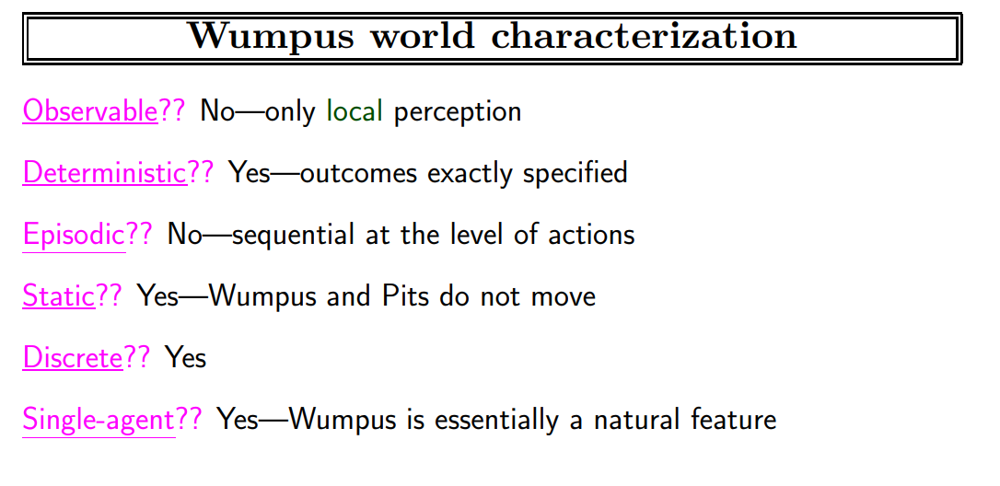 Wumpus world characterization
Observable?? No—only local perception
Deterministic?? Yes—outcomes exactly specified
Episodic?? No—sequential at the level of actions
Static?? Yes—Wumpus and Pits do not move
Discrete?? Yes
Single-agent?? Yes—Wumpus is essentially a natural feature